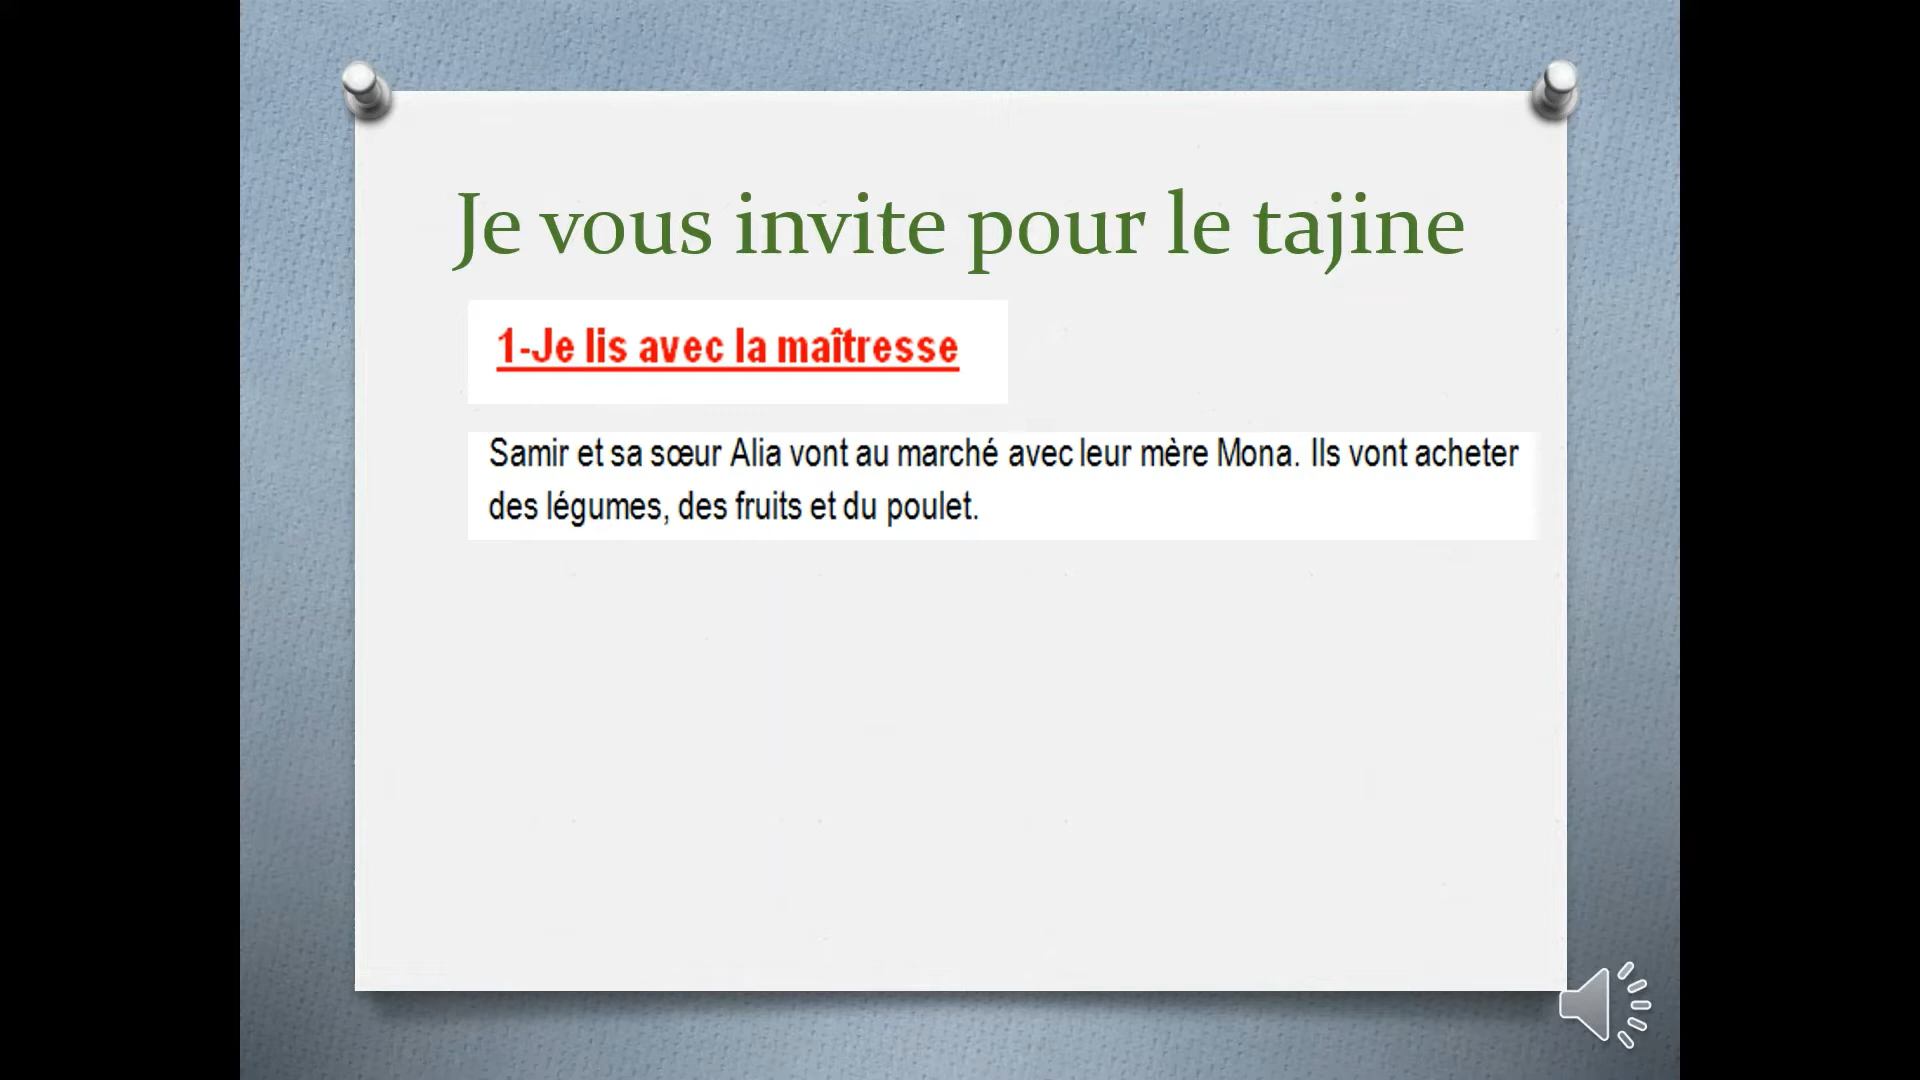 Je vous invite pour le tajine
1-Je lis avec la maîtresse
Samir et sa sœur Alia vont au marché avec leur mère Mona. Ils vont acheter
des légumes, des fruits et du poulet.